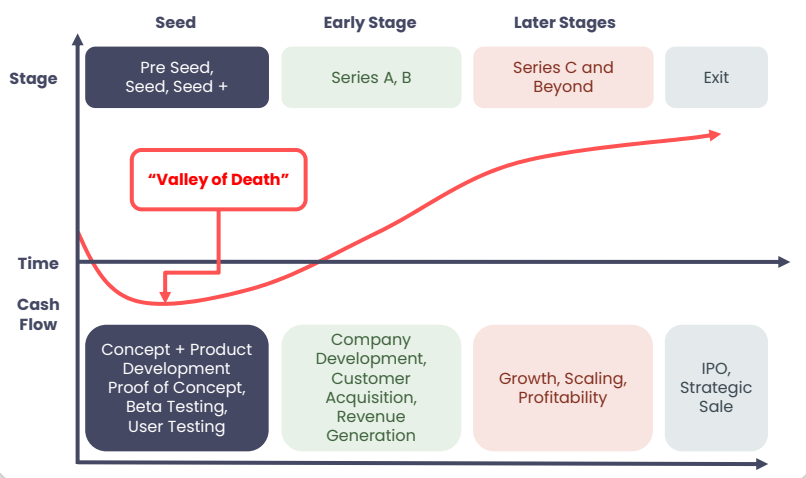 Seed
Early Stage
Later Stages
Stage
Pre Seed,
Seed, Seed +
Series A, B
Series C and
Beyond
Exit
“Valley of Death”
Time
Cash
Flow
Concept + Product
Development
Proof of Concept,
Beta Testing,
User Testing
Company
Development,
Customer
Acquisition,
Revenue
Generation
Growth, Scaling,
Profitability
IPO,
Strategic
Sale